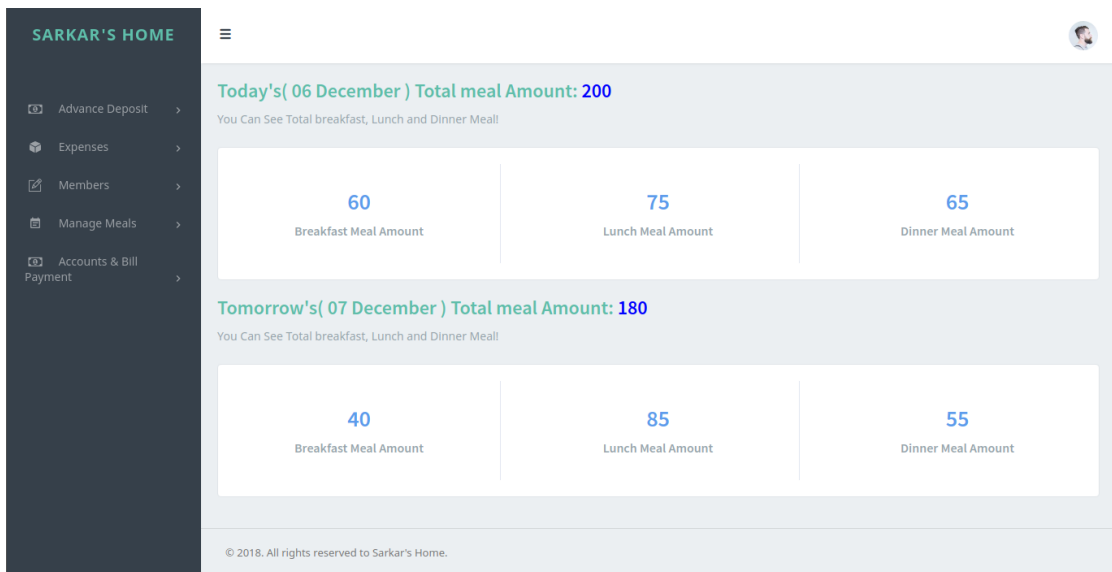 SARKAR'S HOME
Advance Deposit
Expenses
Members
Manage Meals
Accounts & Bill
Payment
Today's( 06 December ) Total meal Amount: 200
You Can See Total breakfast, Lunch and Dinner Meal!
60
Breakfast Meal Amount
75
Lunch Meal Amount
65
Dinner Meal Amount
Tomorrow's( 07 December ) Total meal Amount: 180
You Can See Total breakfast, Lunch and Dinner Meal!
40
Breakfast Meal Amount
85
Lunch Meal Amount
55
Dinner Meal Amount
© 2018. All rights reserved to Sarkar's Home.